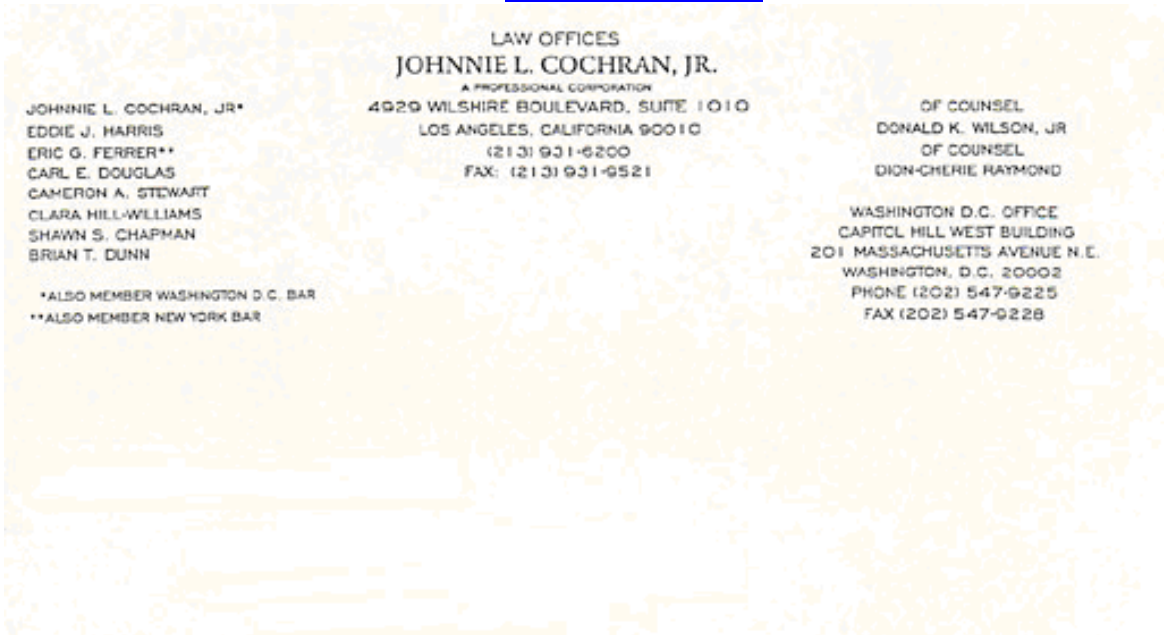 LAW OFFICES
JOHNNIE L. COCHRAN, JR.
A PROFESSIONAL CORPORATION
4929 WILSHIRE BOULEVARD, SUITE 1010
LOS ANGELES, CALIFORNIA 90010
(213) 931-6200
FAX: (213) 931-9521
JOHNNIE L. COCHRAN, JR*
EDDIE J. HARRIS
ERIC G. FERRER**
CARL E. DOUGLAS
CAMERON A. STEWART
CLARA HILL-WILLIAMS
SHAWN S. CHAPMAN
BRIAN T. DUNN
*ALSO MEMBER WASHINGTON D.C. BAR
**ALSO MEMBER NEW YORK BAR
OF COUNSEL
DONALD K. WILSON, JR
OF COUNSEL
DION-CHERIE RAYMOND
WASHINGTON D.C. OFFICE
CAPITOL HILL WEST BUILDING
201 MASSACHUSETTS AVENUE N.E.
WASHINGTON, D.C. 20002
PHONE (202) 547-9225
FAX (202) 547-9228